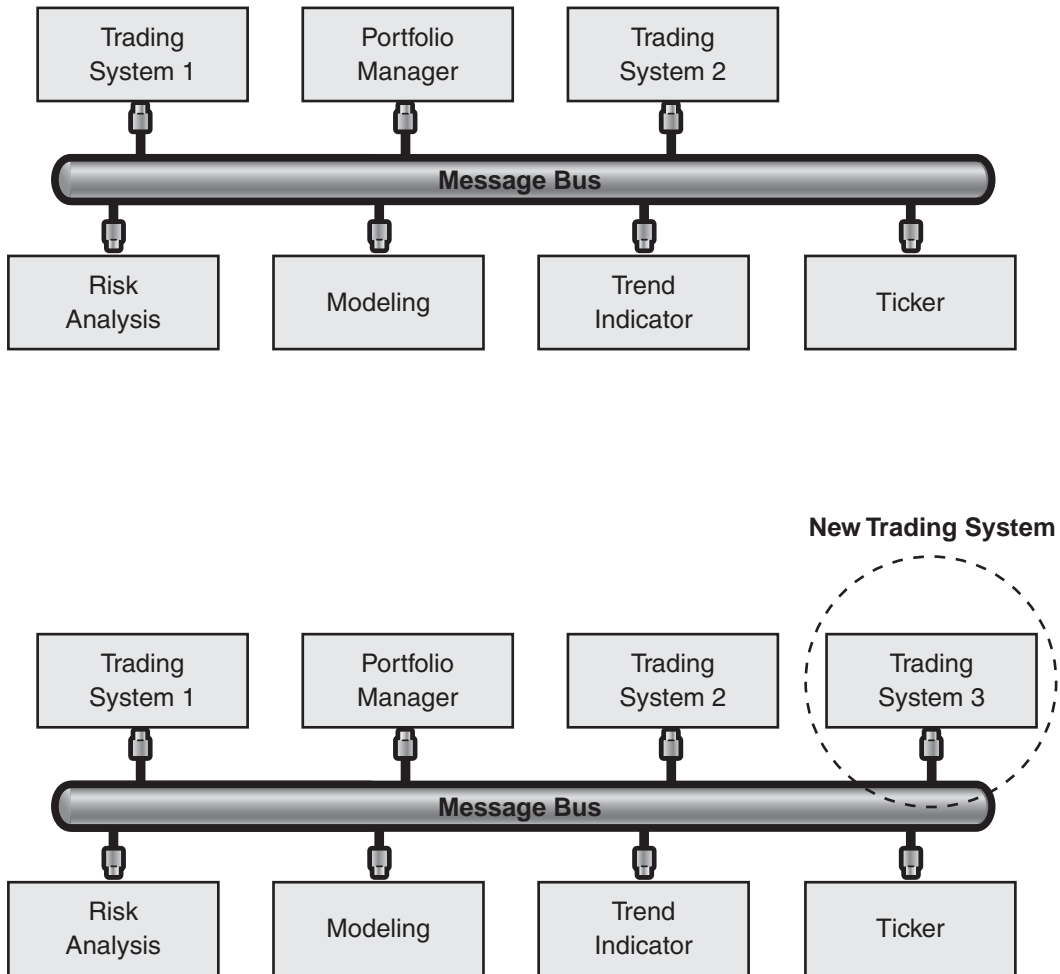 Trading
System 1
Portfolio
Manager
Trading
System 2
Message Bus
Risk
Analysis
Modeling
Trend
Indicator
Ticker
New Trading System
Trading
System 1
Portfolio
Manager
Trading
System 2
Trading
System 3
Message Bus
Risk
Analysis
Modeling
Trend
Indicator
Ticker